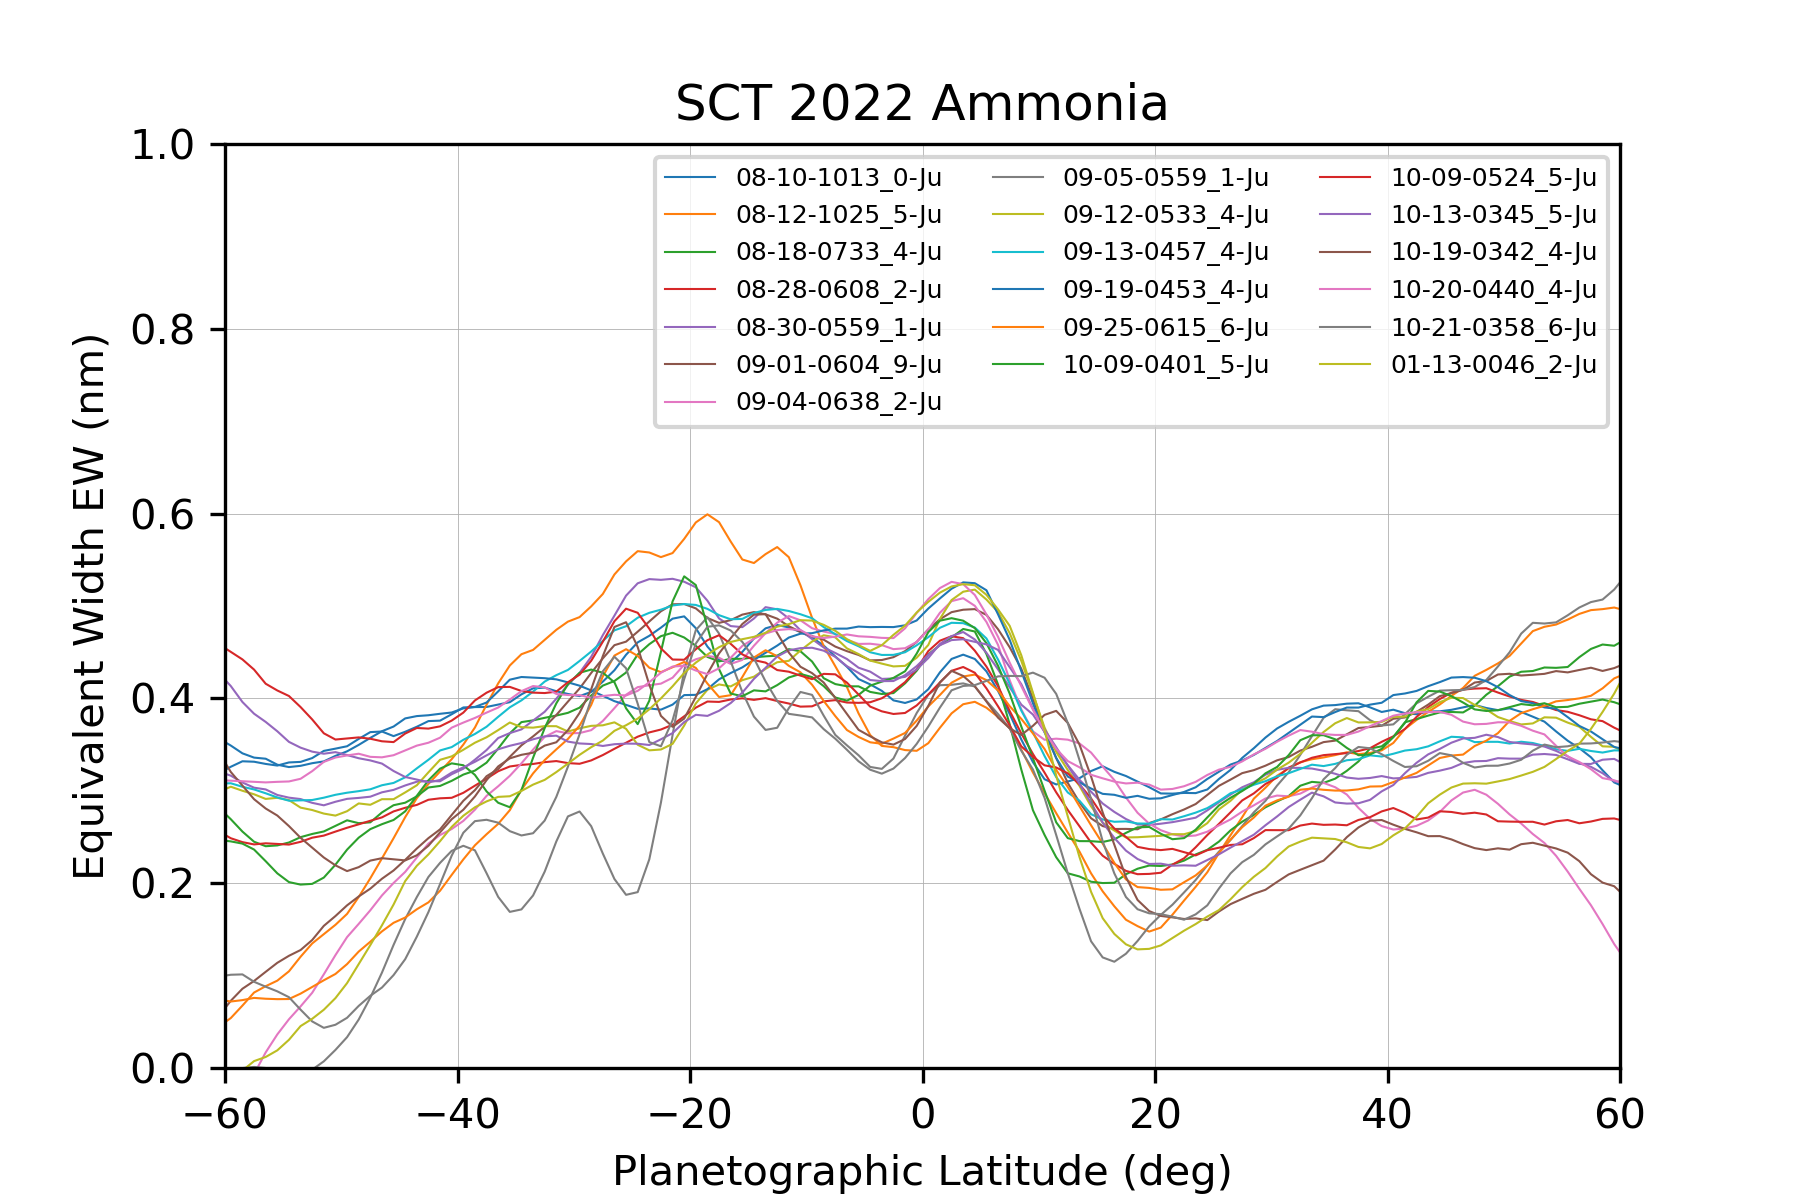 SCT 2022 Ammonia
1.0
0.8
0.6
0.4
0.2
0.0
Equivalent Width EW (nm)
08-10-1013_0-Ju
08-12-1025_5-Ju
08-18-0733_4-Ju
08-28-0608_2-Ju
08-30-0559_1-Ju
09-01-0604_9-Ju
09-04-0638_2-Ju
09-05-0559_1-Ju
09-12-0533_4-Ju
09-13-0457_4-Ju
09-19-0453_4-Ju
09-25-0615_6-Ju
10-09-0401_5-Ju
10-09-0524_5-Ju
10-13-0345_5-Ju
10-19-0342_4-Ju
10-20-0440_4-Ju
10-21-0358_6-Ju
01-13-0046_2-Ju
−60 −40 −20 0 20 40 60
Planetographic Latitude (deg)